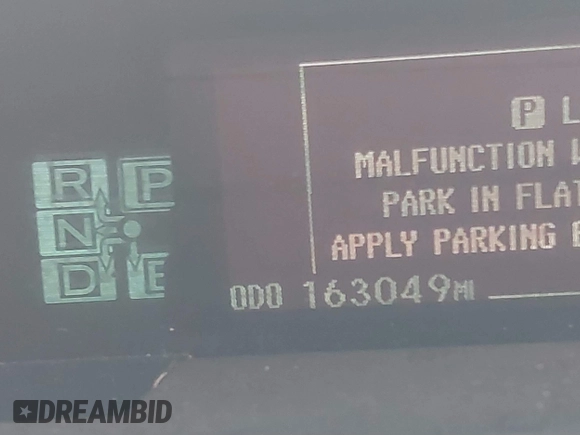 P
MALFUNCTION
PARK IN
APPLY PARKING
R P
N
D
ODO 163049MI
DREAMBID